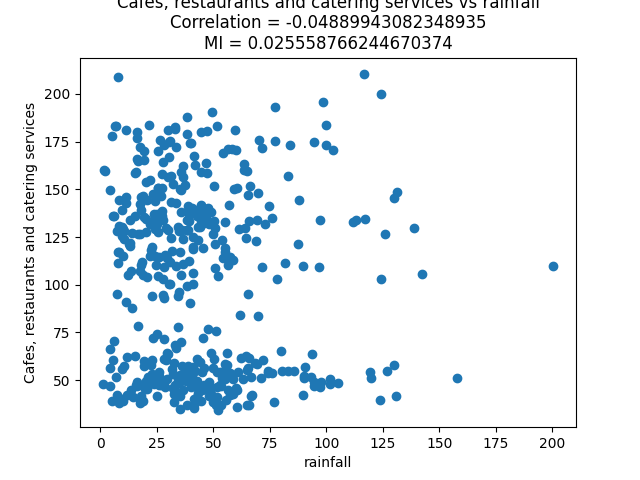 Cafes, restaurants and catering services vs rainfall
Correlation = -0.04889943082348935
MI = 0.025558766244670374
Cafes, restaurants and catering services
200
175
150
125
100
75
50
0 25 50 75 100 125 150 175 200
rainfall